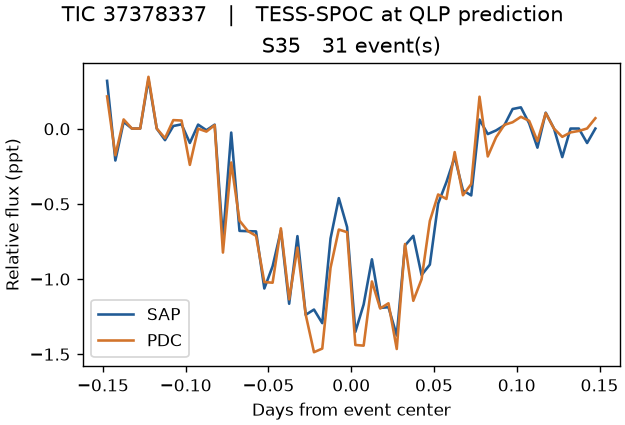 TIC 37378337   |   TESS-SPOC at QLP prediction
S35   31 event(s)
Relative flux (ppt)
0.0
−0.5
−1.0
−1.5
SAP
PDC
−0.15
−0.10
−0.05
0.00
0.05
0.10
0.15
Days from event center